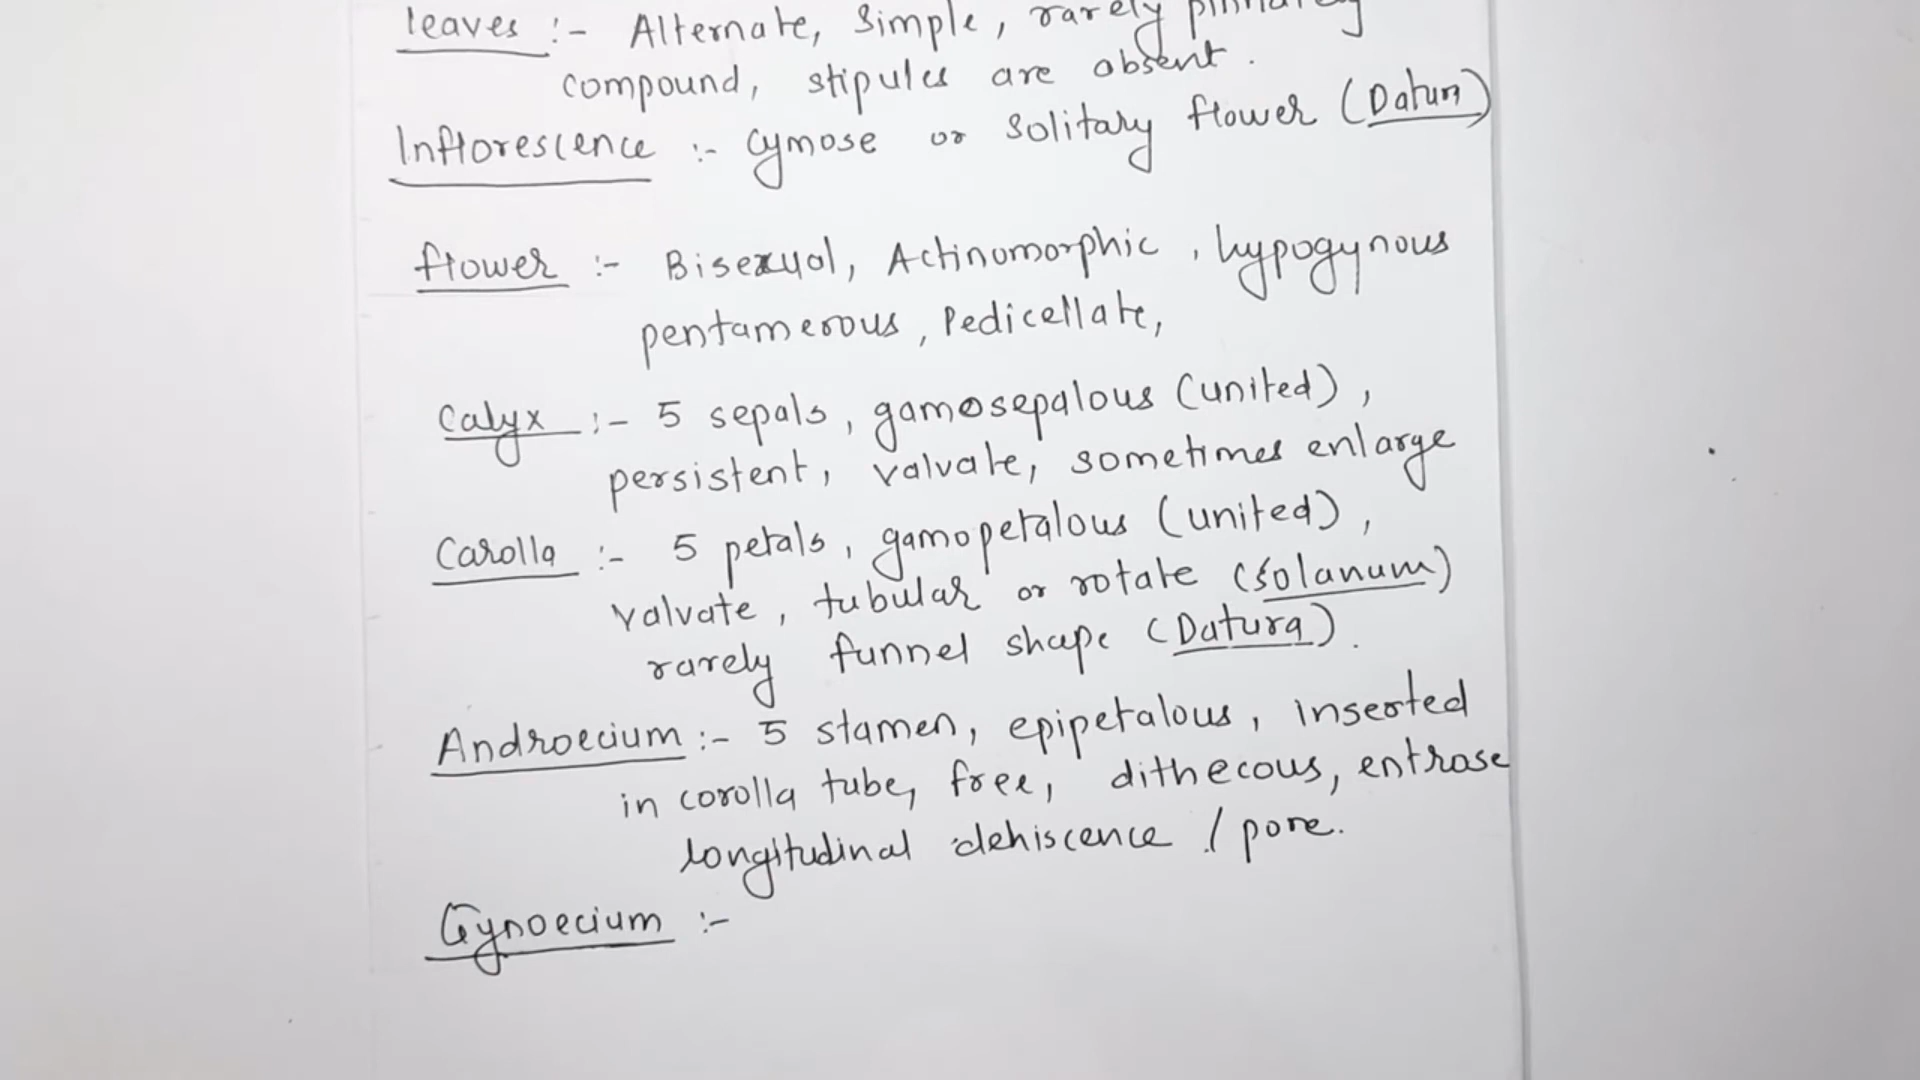 leaves :- Alternate, Simple, rarely pinnately
compound, stipules are absent.
Inflorescence :- Cymose or Solitary flower (Datura)
flower :- Bisexual, Actinomorphic, hypogynous
pentamerous, Pedicellate,
Calyx :- 5 sepals, gamosepalous (united),
persistent, valvate, sometimes enlarge
Carolla :- 5 petals, gamopetalous (united),
valvate, tubular or rotate (Solanum)
rarely funnel shape (Datura).
Androecium :- 5 stamen, epipetalous, inserted
in corolla tube, free, dithecous, entrose
longitudinal dehiscence / pore.
Gynoecium :-